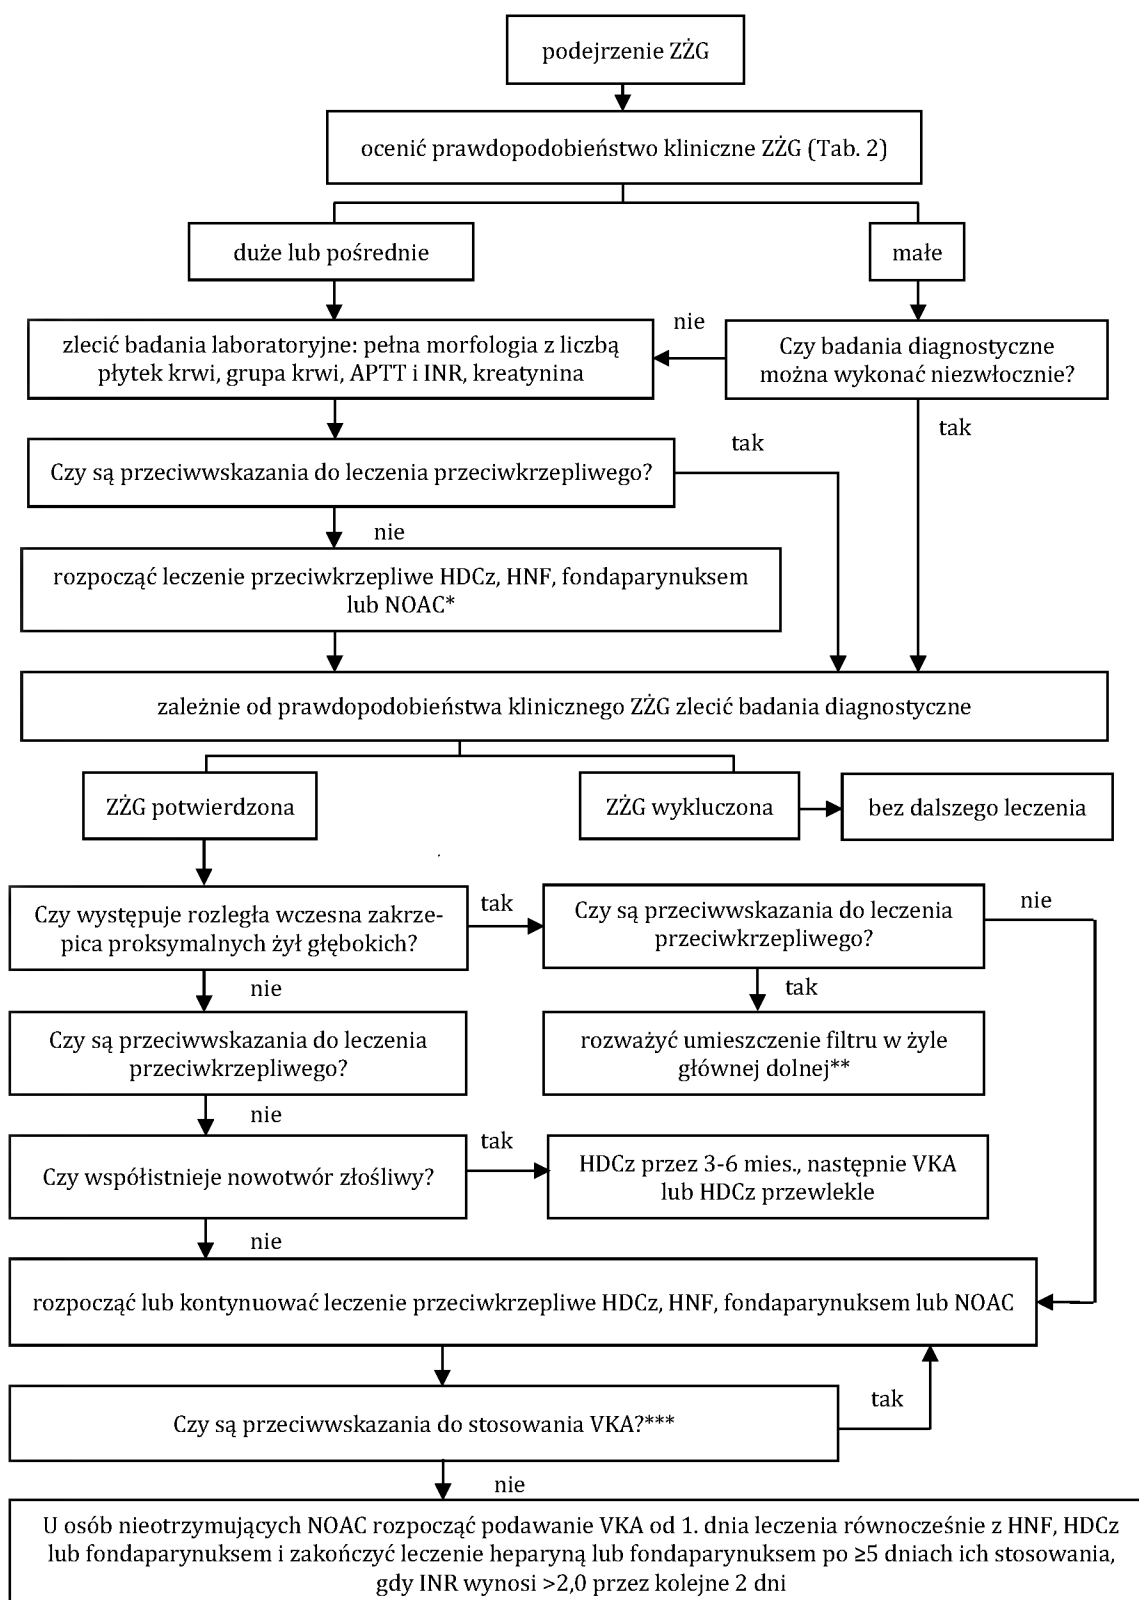 podejrzenie ZŻG
ocenić prawdopodobieństwo kliniczne ZŻG (Tab. 2)
duże lub pośrednie
małe
zlecić badania laboratoryjne: pełna morfologia z liczbą
płytek krwi, grupa krwi, APTT i INR, kreatynina
nie
Czy badania diagnostyczne
można wykonać niezwłocznie?
tak
tak
Czy są przeciwwskazania do leczenia przeciwkrzepliwego?
nie
rozpocząć leczenie przeciwkrzepliwe HDCz, HNF, fondaparynuksem
lub NOAC*
zależnie od prawdopodobieństwa klinicznego ZŻG zlecić badania diagnostyczne
ZŻG potwierdzona
ZŻG wykluczona
bez dalszego leczenia
Czy występuje rozległa wczesna zakrze-
pica proksymalnych żył głębokich?
tak
Czy są przeciwwskazania do leczenia
przeciwkrzepliwego?
nie
nie
tak
Czy są przeciwwskazania do leczenia
przeciwkrzepliwego?
rozważyć umieszczenie filtru w żyle
głównej dolnej**
nie
Czy współistnieje nowotwór złośliwy?
tak
HDCz przez 3-6 mies., następnie VKA
lub HDCz przewlekle
nie
rozpocząć lub kontynuować leczenie przeciwkrzepliwe HDCz, HNF, fondaparynuksem lub NOAC
Czy są przeciwwskazania do stosowania VKA?***
tak
nie
U osób nieotrzymujących NOAC rozpocząć podawanie VKA od 1. dnia leczenia równocześnie z HNF, HDCz
lub fondaparynuksem i zakończyć leczenie heparyną lub fondaparynuksem po ≥5 dniach ich stosowania,
gdy INR wynosi >2,0 przez kolejne 2 dni